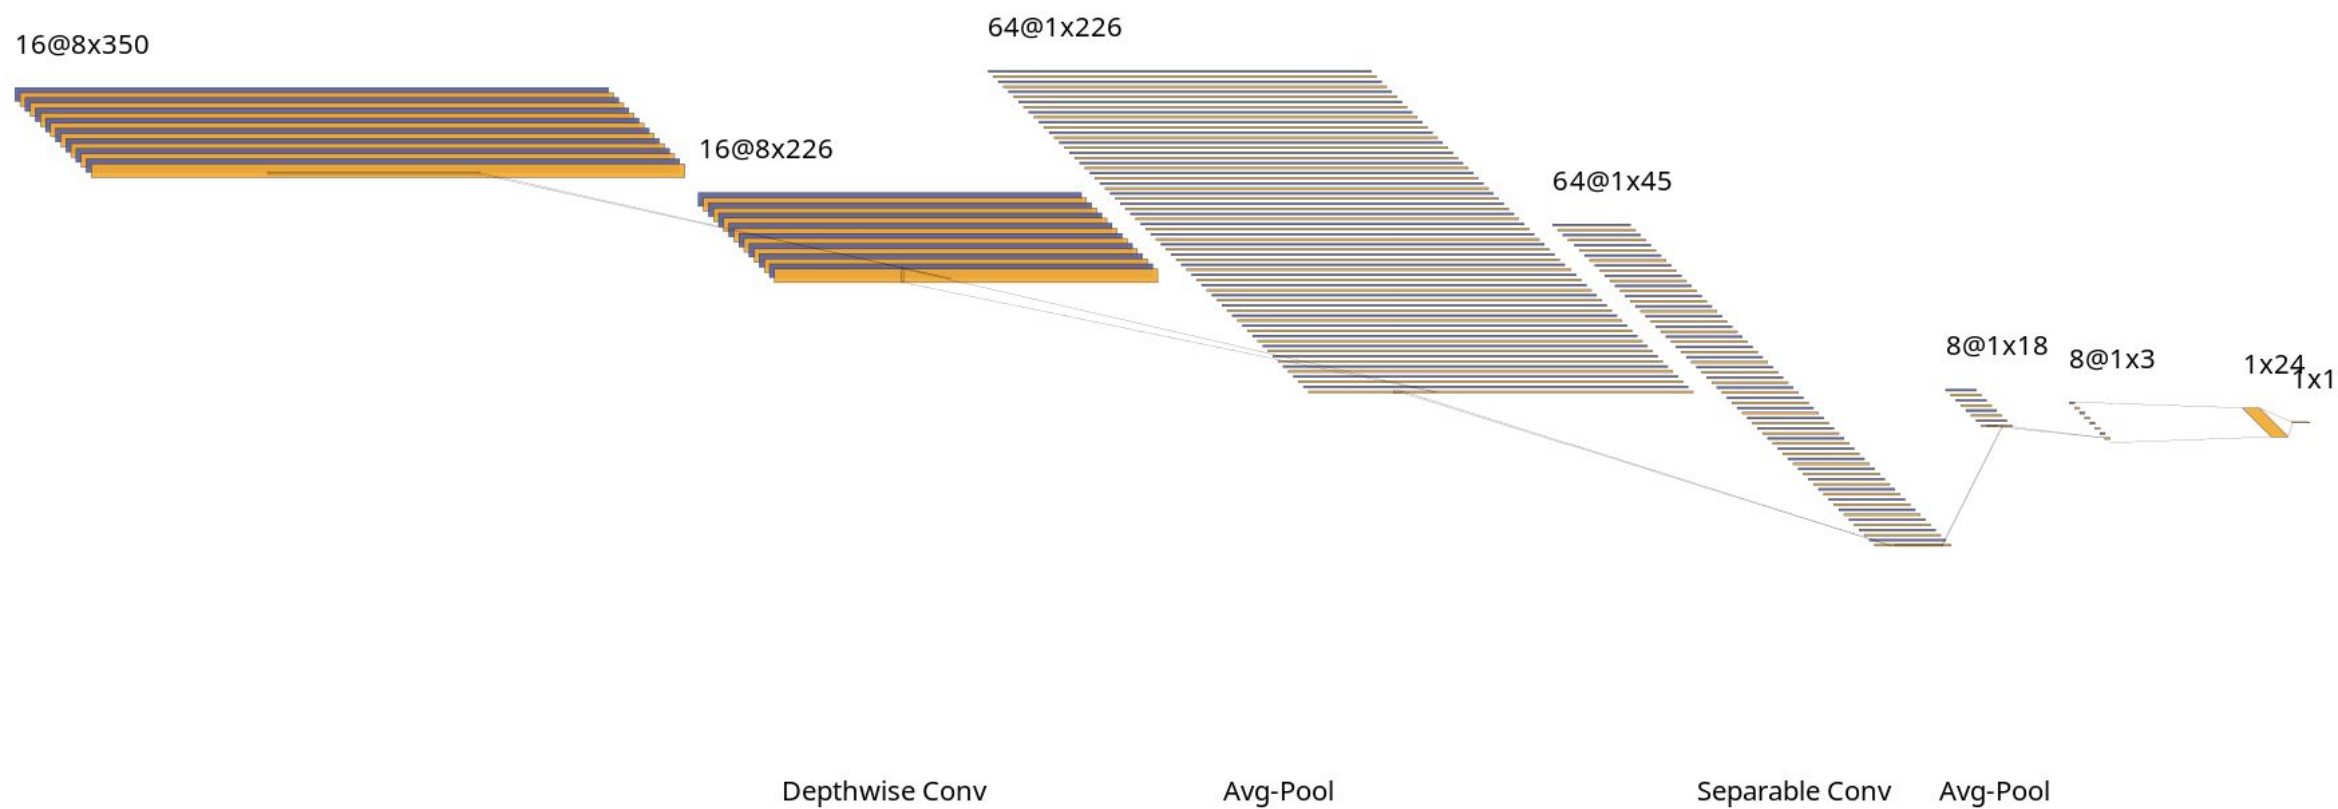 16@8x350
16@8x226
64@1x226
64@1x45
8@1x18
8@1x3
1x24
1x1
Depthwise Conv
Avg-Pool
Separable Conv
Avg-Pool